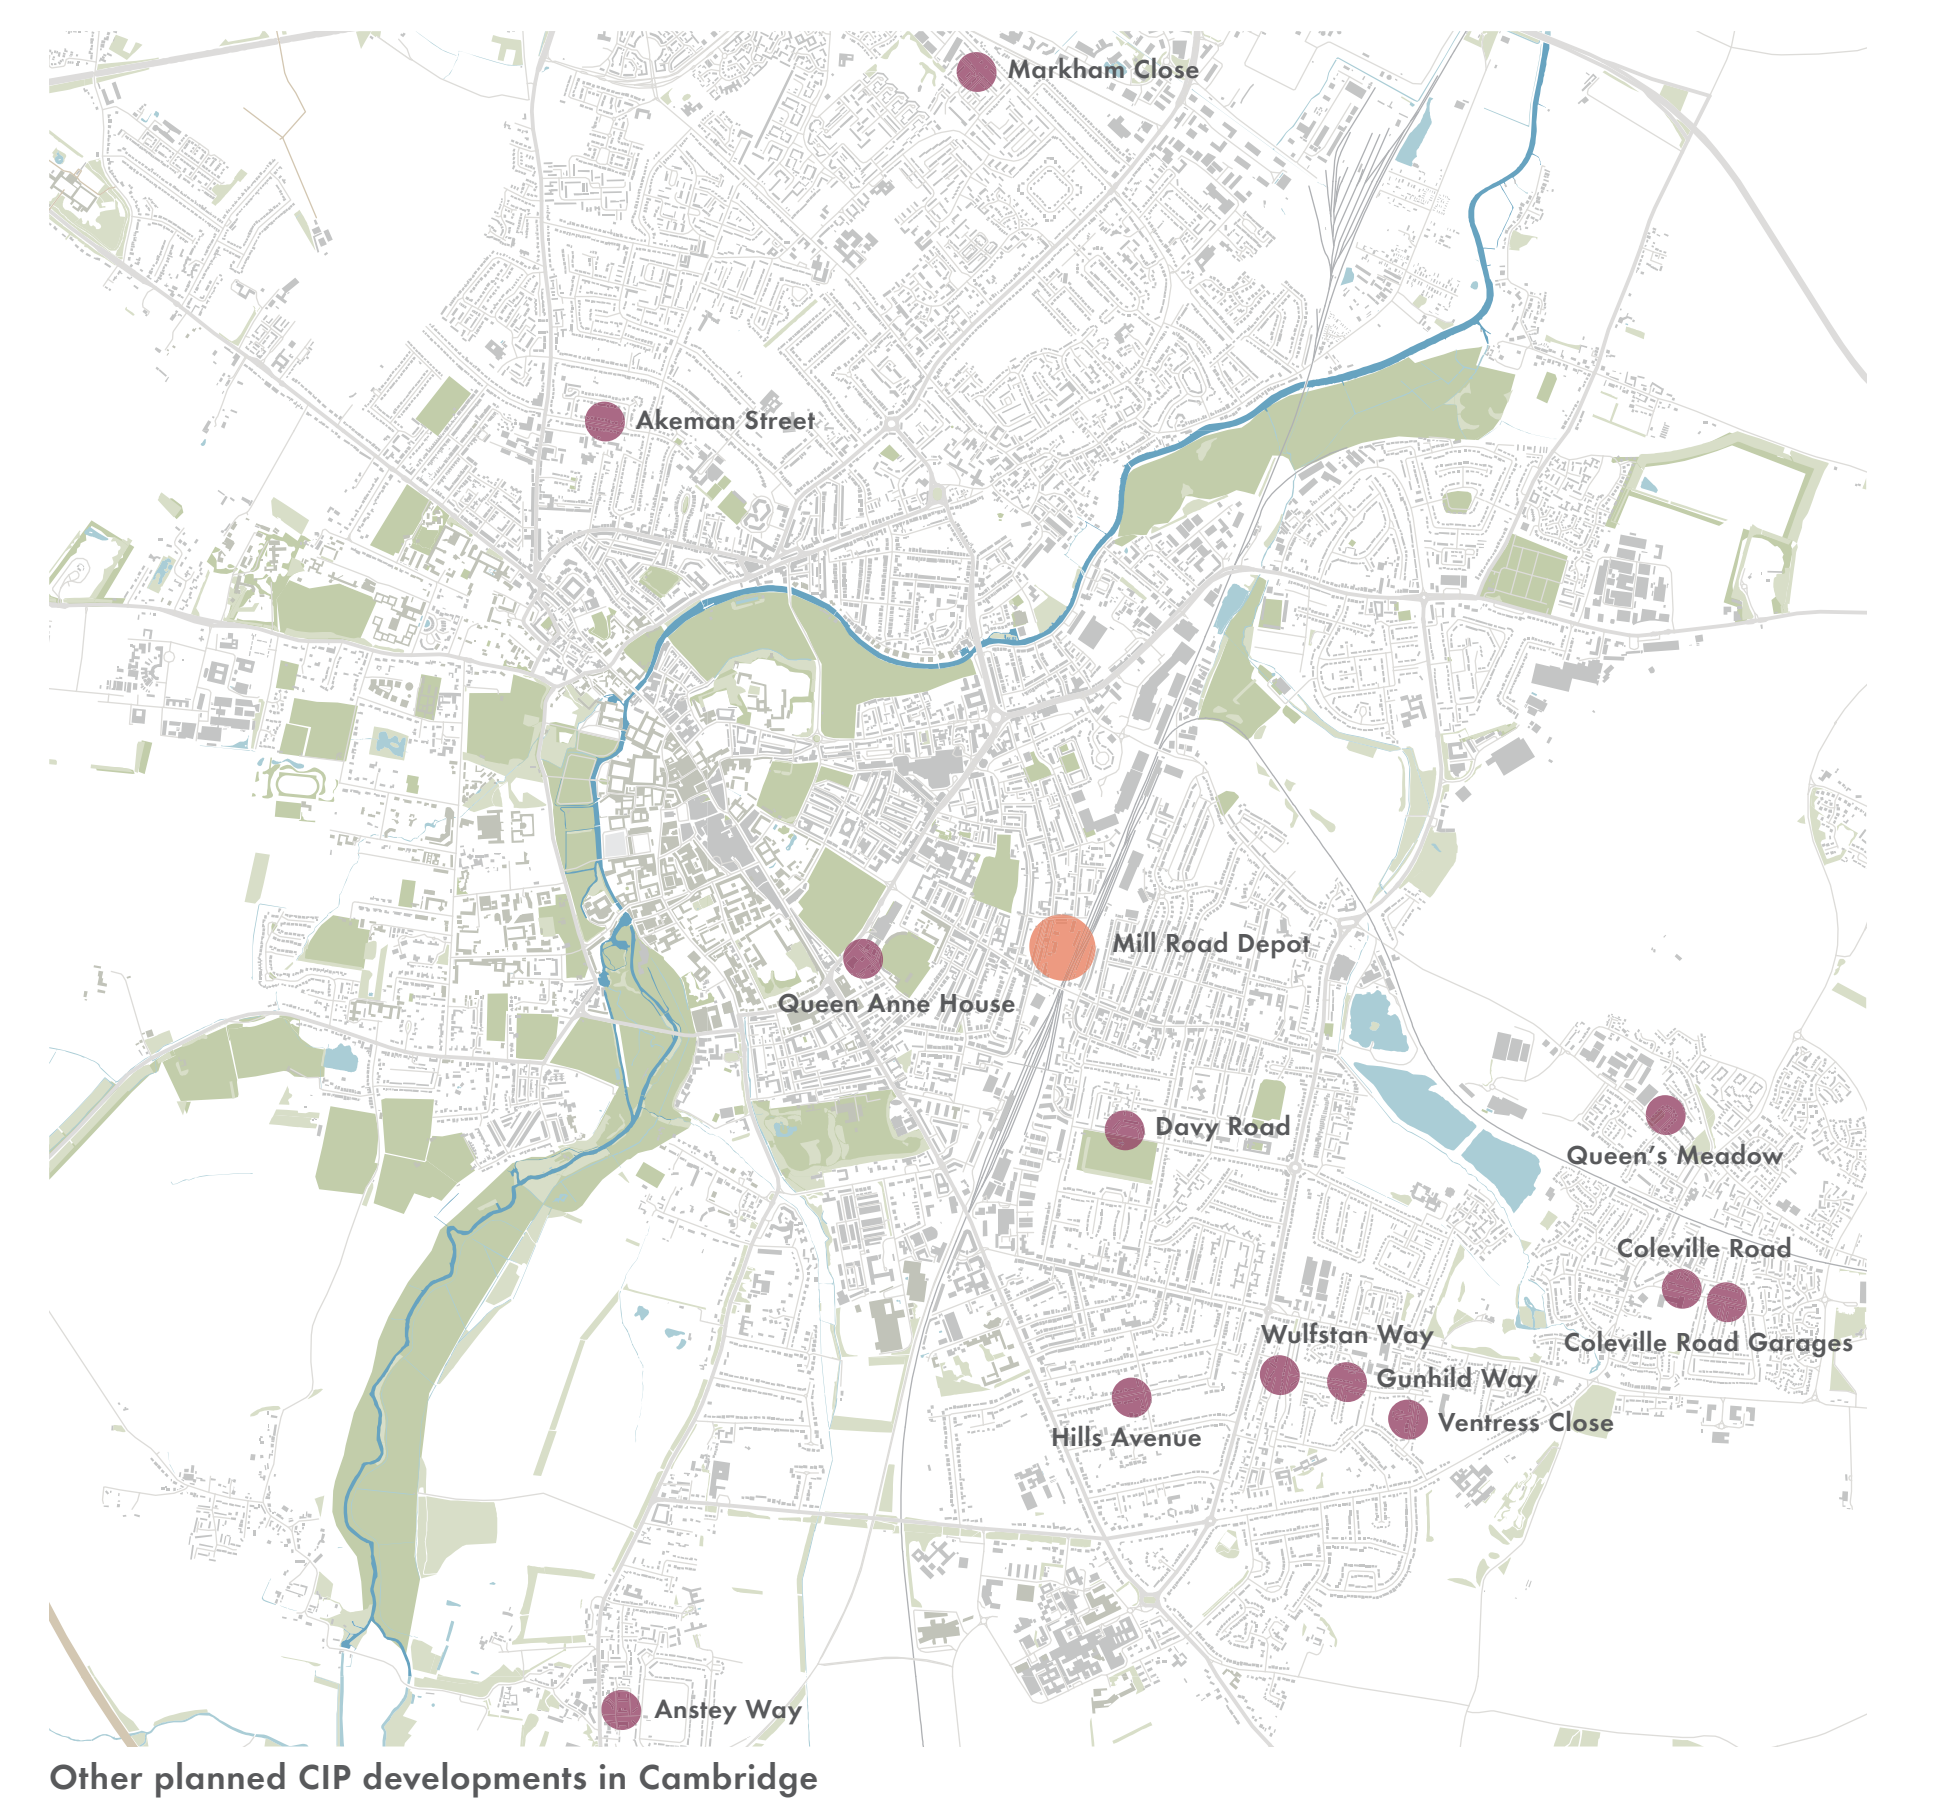 Markham Close
Akeman Street
Mill Road Depot
Queen Anne House
Davy Road
Queen’s Meadow
Coleville Road
Wulfstan Way
Coleville Road Garages
Gunhild Way
Ventress Close
Hills Avenue
Anstey Way
Other planned CIP developments in Cambridge